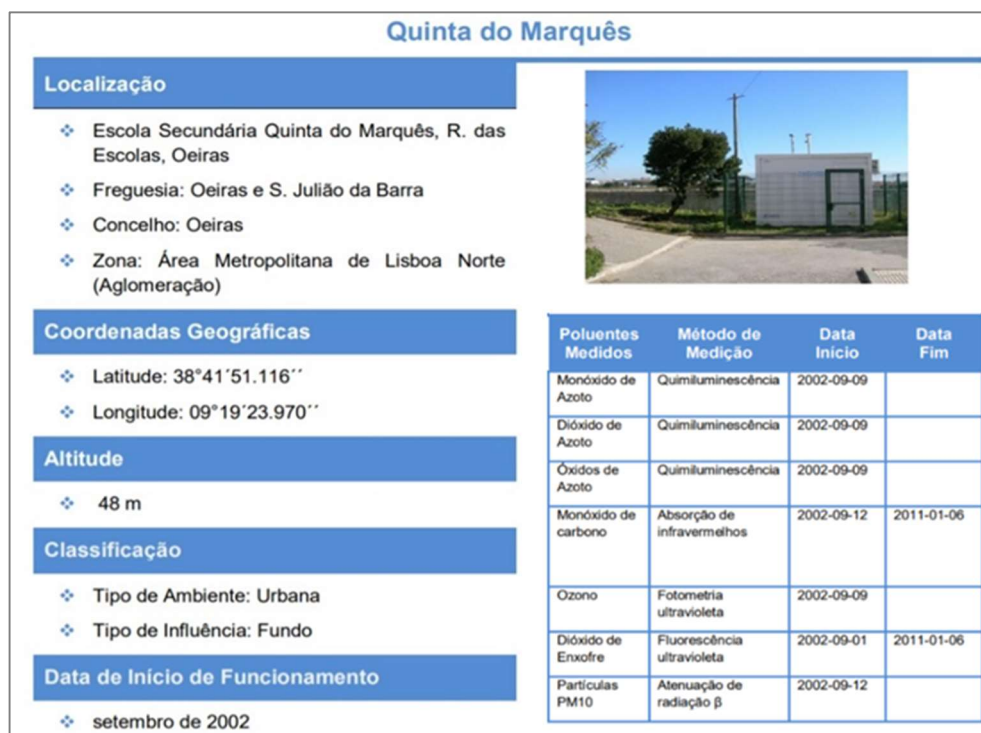 Quinta do Marquês
Localização
Escola Secundária Quinta do Marquês, R. das
Escolas, Oeiras
Freguesia: Oeiras e S. Julião da Barra
Concelho: Oeiras
Zona: Área Metropolitana de Lisboa Norte
(Aglomeração)
Coordenadas Geográficas
Latitude: 38°41´51.116´´
Longitude: 09°19´23.970´´
Altitude
48 m
Classificação
Tipo de Ambiente: Urbana
Tipo de Influência: Fundo
Data de Início de Funcionamento
setembro de 2002
Poluentes Medidos Método de Medição Data Início Data Fim
Monóxido de Azoto Quimiluminescência 2002-09-09
Dióxido de Azoto Quimiluminescência 2002-09-09
Óxidos de Azoto Quimiluminescência 2002-09-09
Monóxido de carbono Absorção de infravermelhos 2002-09-12 2011-01-06
Ozono Fotometria ultravioleta 2002-09-09
Dióxido de Enxofre Fluorescência ultravioleta 2002-09-01 2011-01-06
Partículas PM10 Atenuação de radiação β 2002-09-12